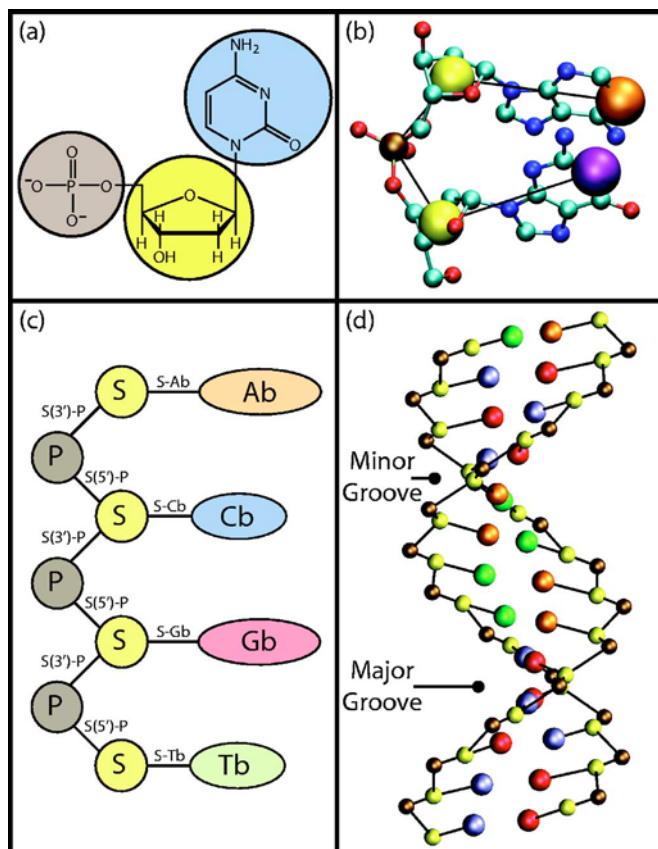 (a)
NH₂
N
N
O
O
⁻O
P
O
O⁻
O
H
H
H
H
OH
(b)
(c)
S
S-Ab
Ab
S(3')-P
P
S(5')-P
S
S-Cb
Cb
S(3')-P
P
S(5')-P
S
S-Gb
Gb
S(3')-P
P
S(5')-P
S
S-Tb
Tb
(d)
Minor
Groove
Major
Groove